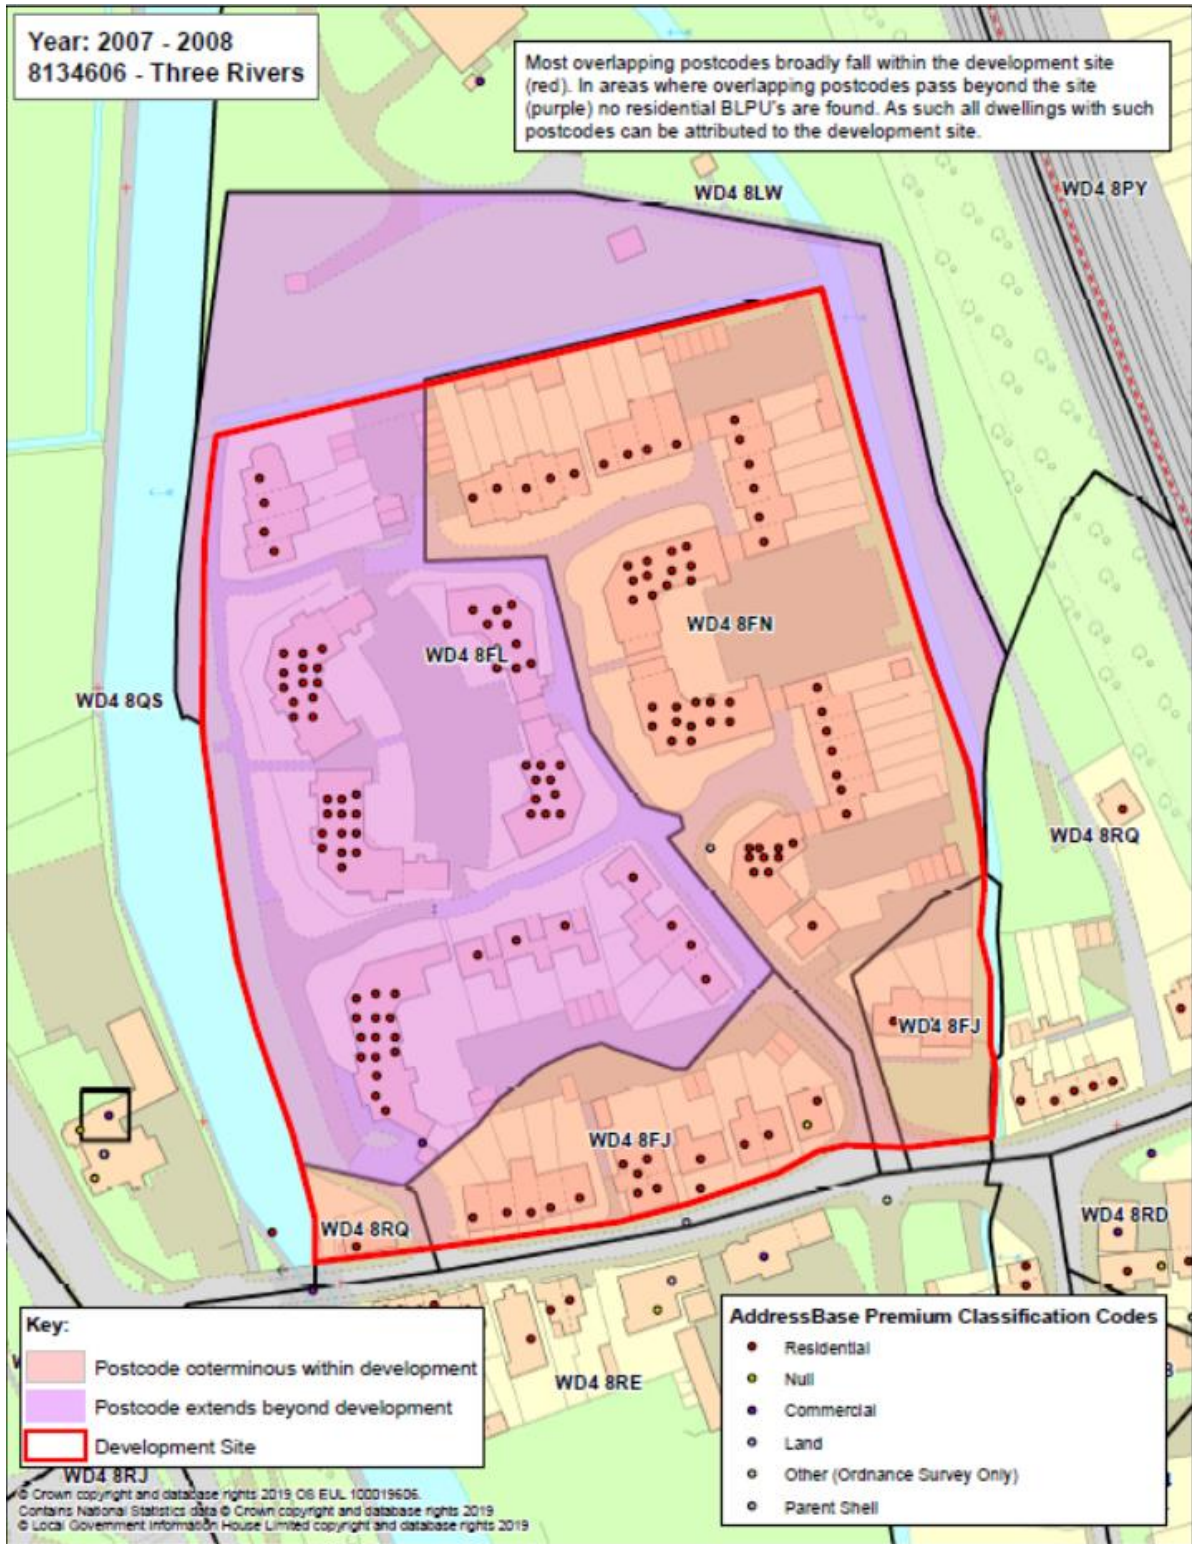 Year: 2007 - 2008
8134606 - Three Rivers
Most overlapping postcodes broadly fall within the development site
(red). In areas where overlapping postcodes pass beyond the site
(purple) no residential BLPU's are found. As such all dwellings with such
postcodes can be attributed to the development site.
WD4 8LW
WD4 8PY
WD4 8FN
WD4 8FL
WD4 8QS
WD4 8RQ
WD4 8FJ
WD4 8FJ
WD4 8RD
WD4 8RQ
WD4 8RE
WD4 8RJ
Key:
Postcode coterminous within development
Postcode extends beyond development
Development Site
AddressBase Premium Classification Codes
Residential
Null
Commercial
Land
Other (Ordnance Survey Only)
Parent Shell
© Crown copyright and database rights 2019 OS EUL 100019606.
Contains National Statistics data © Crown copyright and database rights 2019
© Local Government Information House Limited copyright and database rights 2019